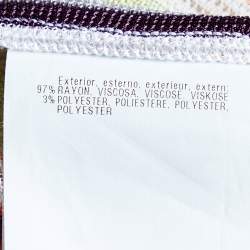 Exterior, esterno, exterieur, extern:
97% RAYON, VISCOSA, VISCOSE, VISKOSE
3% POLYESTER, POLIESTERE, POLYESTER,
POLYESTER